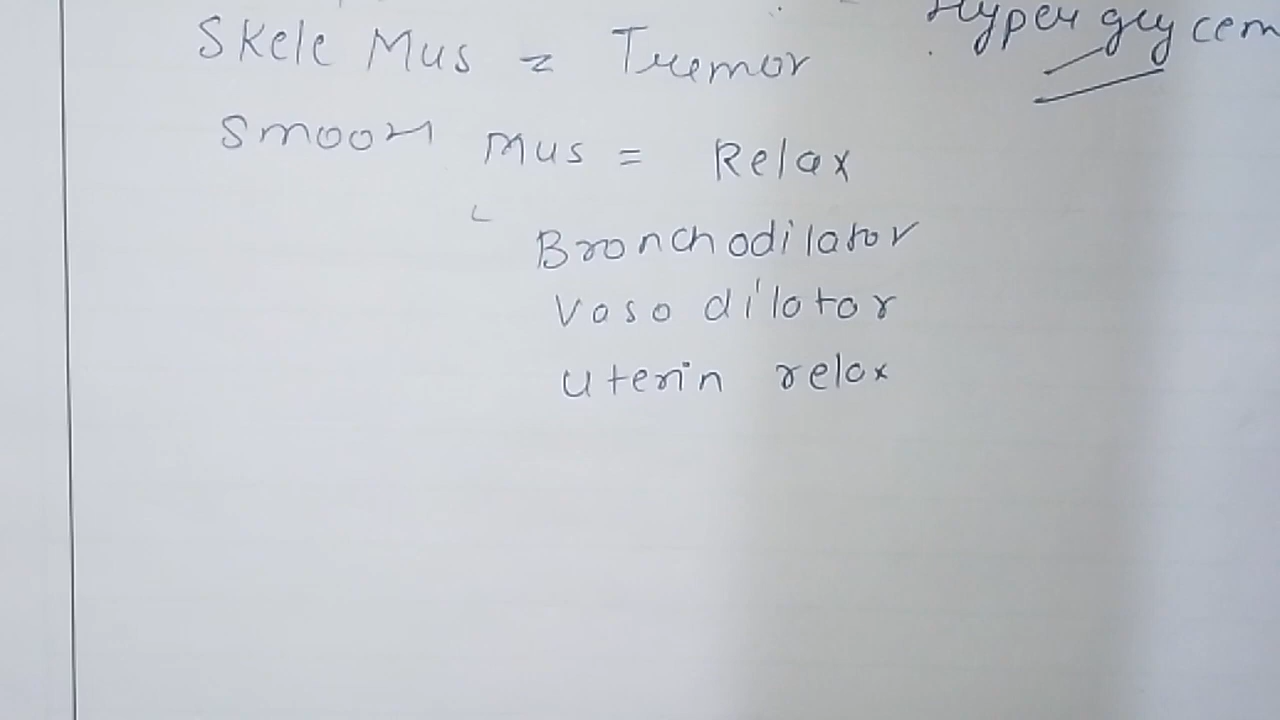 Hyperglycem
Skele Mus = Tremor
Smooth Mus = Relax
Bronchodilator
Vasodilator
Uterin relax